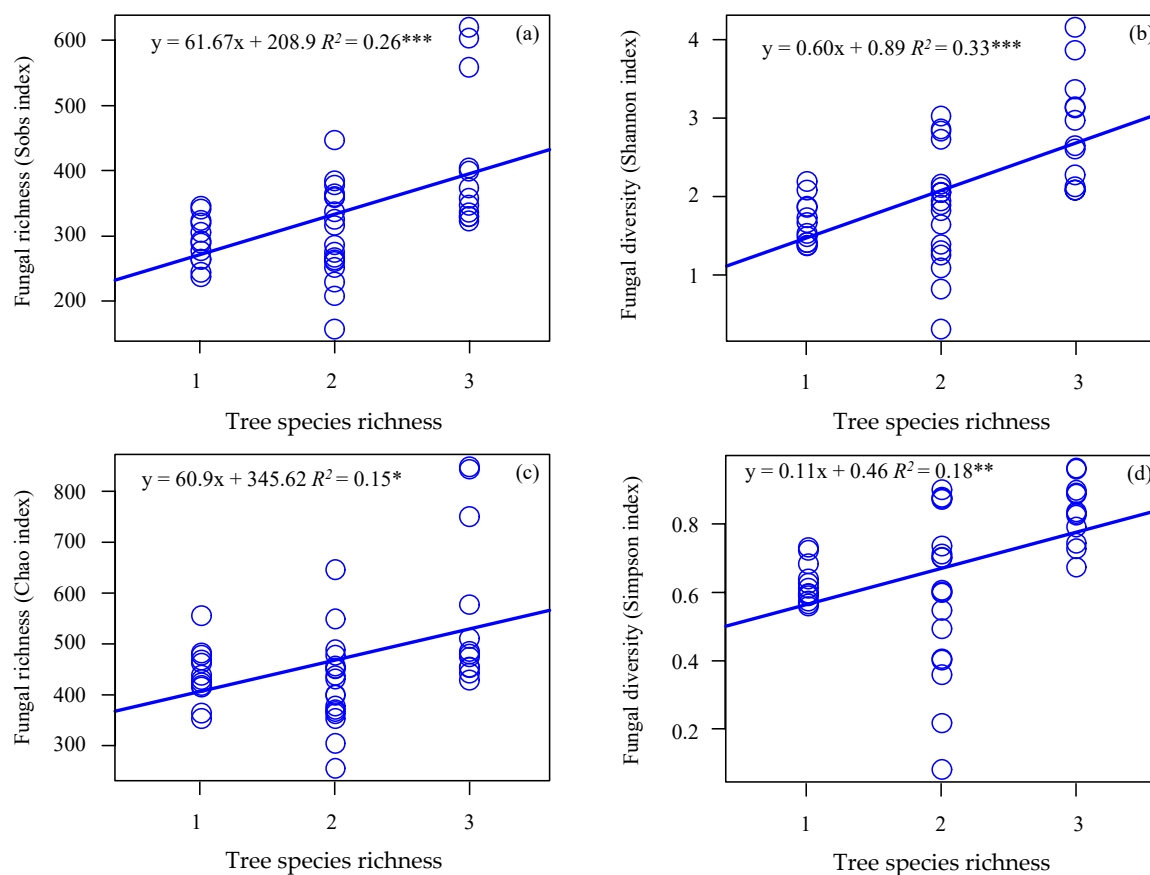 y = 61.67x + 208.9 R² = 0.26***
(a)
600
500
400
300
200
Fungal richness (Sobs index)
1 2 3
Tree species richness
y = 0.60x + 0.89 R² = 0.33***
(b)
4
3
2
1
Fungal diversity (Shannon index)
1 2 3
Tree species richness
y = 60.9x + 345.62 R² = 0.15*
(c)
800
700
600
500
400
300
Fungal richness (Chao index)
1 2 3
Tree species richness
y = 0.11x + 0.46 R² = 0.18**
(d)
0.8
0.6
0.4
0.2
Fungal diversity (Simpson index)
1 2 3
Tree species richness